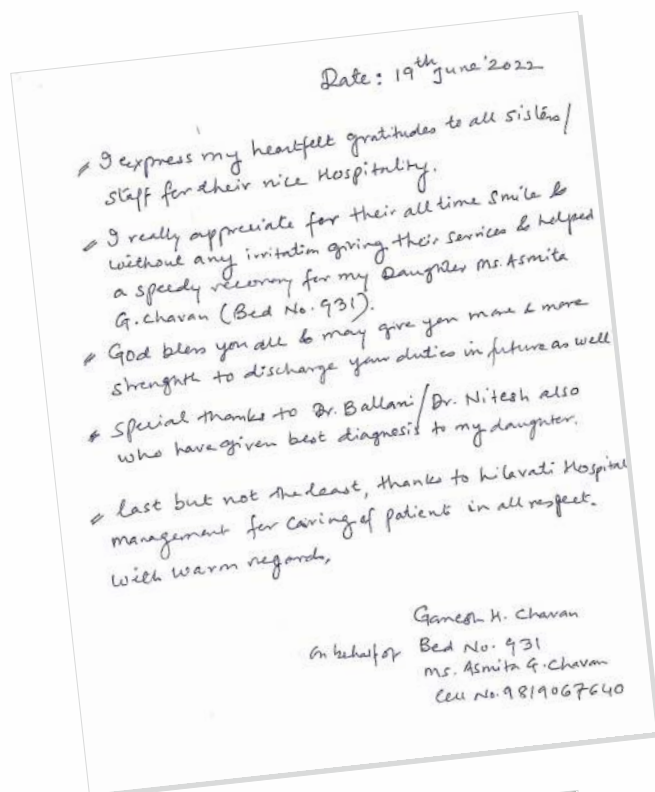 Date: 19th June'2022
I express my heartfelt gratitudes to all sisters/
staff for their nice Hospitality.
I really appreciate for their all time smile &
without any irritation giving their services & helped
a speedy recovery for my Daughter Ms. Asmita
G. Chavan (Bed No. 931).
God bless you all & may give you more & more
strenghth to discharge your duties in future as well
Special thanks to Dr. Ballani/Dr. Nitesh also
who have given best diagnosis to my daughter.
last but not the least, thanks to Lilavati Hospital
management for caring of patient in all respect.
with warm regards,
Ganesh H. Chavan
on behalf of Bed No. 931
Ms. Asmita G. Chavan
Cell No. 9819067640